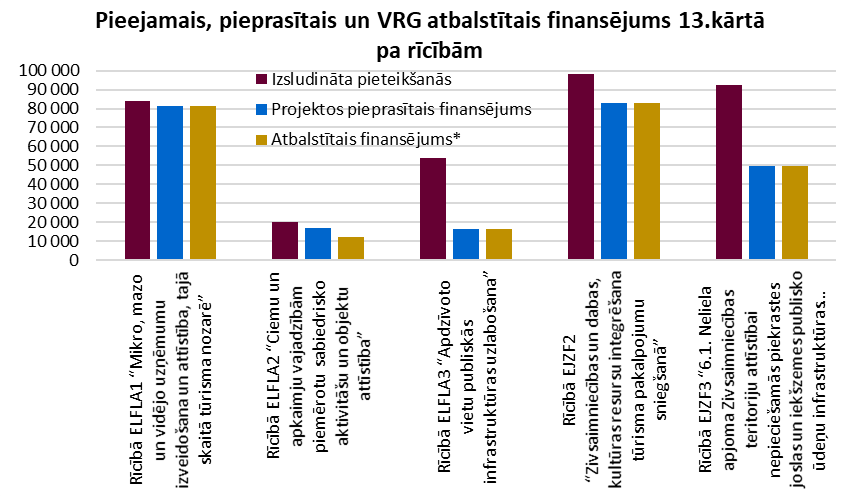 Pieejamais, pieprasītais un VRG atbalstītais finansējums 13.kārtā
pa rīcībām
100 000
90 000
80 000
70 000
60 000
50 000
40 000
30 000
20 000
10 000
0
Izsludināta pieteikšanās
Projektos pieprasītais finansējums
Atbalstītais finansējums*
Rīcībā ELFLA1 “Mikro, mazo
un vidējo uzņēmumu
izveidošana un attīstība, tajā
skaitā tūrisma nozarē”
Rīcībā ELFLA2 “Ciemu un
apkaimju vajadzībām
piemērotu sabiedrisko
aktivitāšu un objektu
attīstība”
Rīcībā ELFLA3 “Apdzīvoto
vietu publiskās
infrastruktūras uzlabošana”
Rīcībā EJZF2
“Zivsaimniecības un dabas,
kultūras resursu integrēšana
tūrisma pakalpojumu
sniegšanā”
Rīcībā EJZF3 “6.1. Neliela
apjoma Zivsaimniecības
teritoriju attīstībai
nepieciešamās piekrastes
joslas un iekšzemes publisko
ūdeņu infrastruktūras...